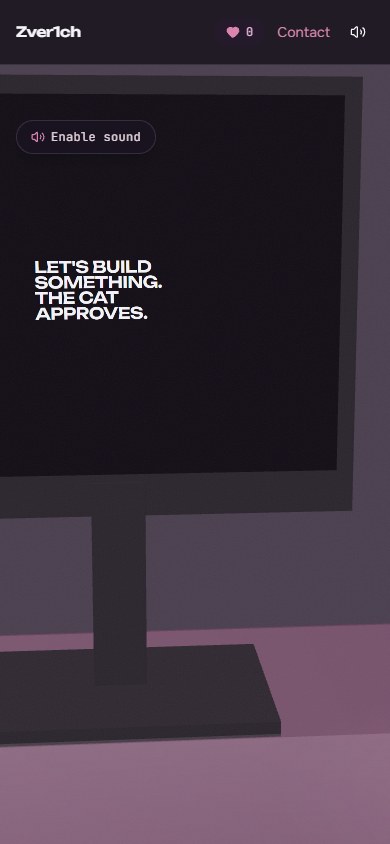 Zver1ch
0
Contact
Enable sound
LET'S BUILD
SOMETHING.
THE CAT
APPROVES.